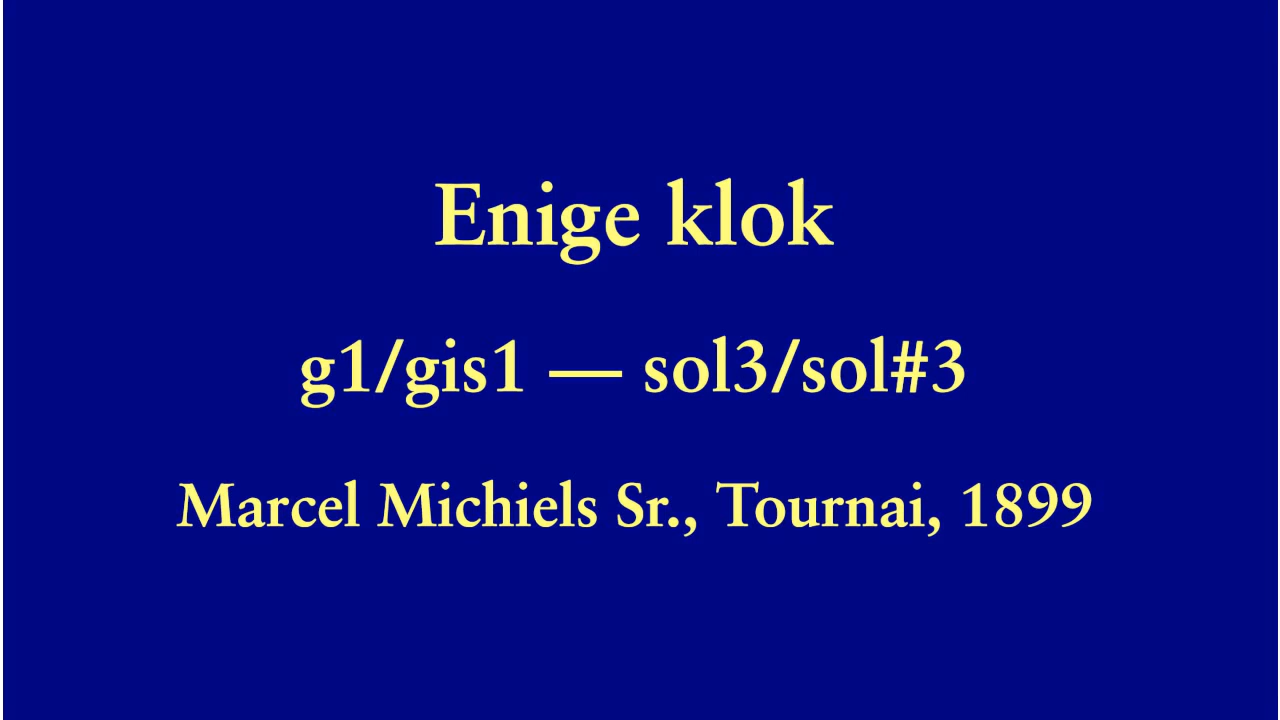 Enige klok
g1/gis1 — sol3/sol#3
Marcel Michiels Sr., Tournai, 1899